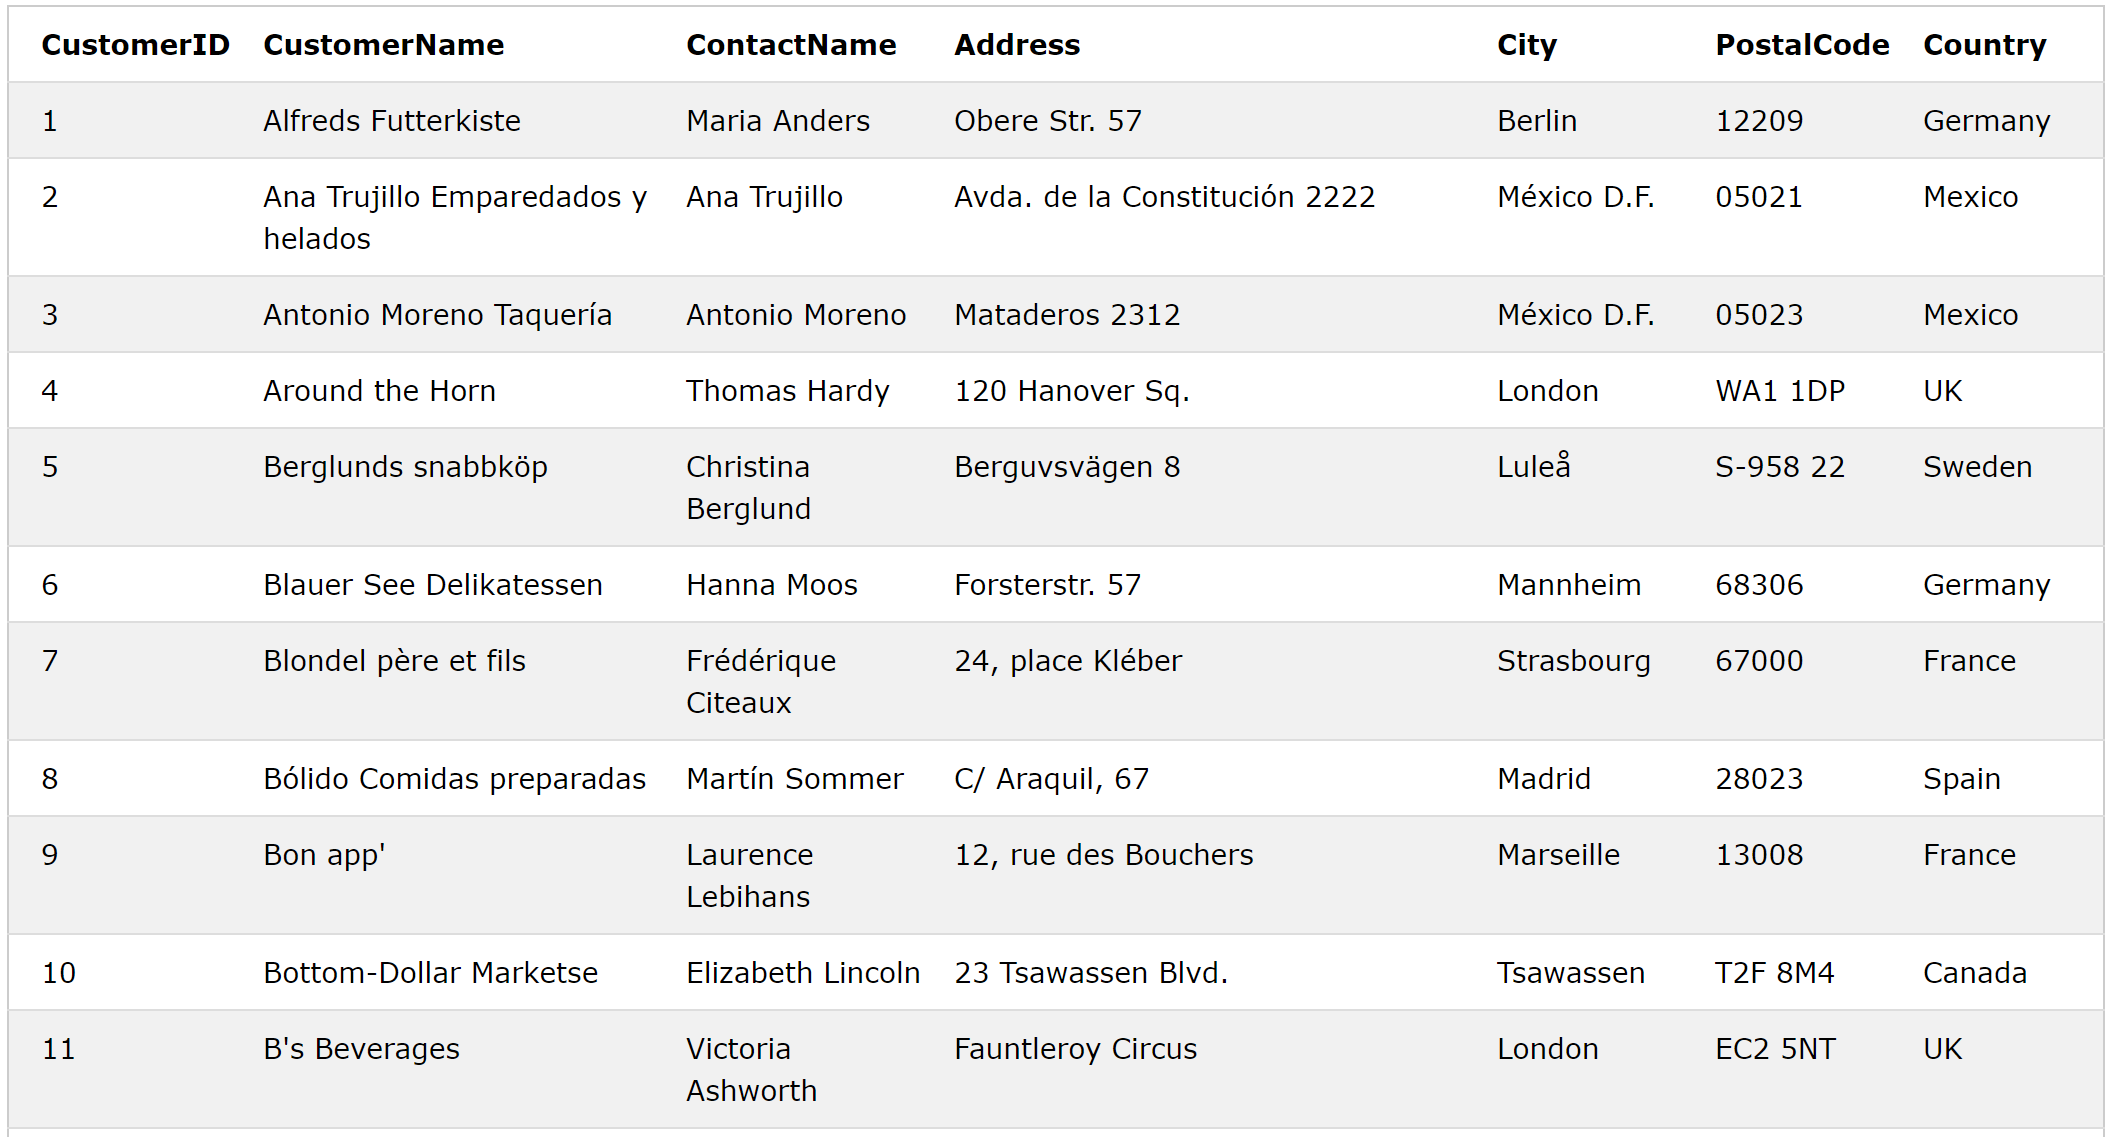 CustomerID CustomerName ContactName Address City PostalCode Country
1 Alfreds Futterkiste Maria Anders Obere Str. 57 Berlin 12209 Germany
2 Ana Trujillo Emparedados y Ana Trujillo Avda. de la Constitución 2222 México D.F. 05021 Mexico
helados
3 Antonio Moreno Taquería Antonio Moreno Mataderos 2312 México D.F. 05023 Mexico
4 Around the Horn Thomas Hardy 120 Hanover Sq. London WA1 1DP UK
5 Berglunds snabbköp Christina Berguvsvägen 8 Luleå S-958 22 Sweden
Berglund
6 Blauer See Delikatessen Hanna Moos Forsterstr. 57 Mannheim 68306 Germany
7 Blondel père et fils Frédérique 24, place Kléber Strasbourg 67000 France
Citeaux
8 Bólido Comidas preparadas Martín Sommer C/ Araquil, 67 Madrid 28023 Spain
9 Bon app' Laurence 12, rue des Bouchers Marseille 13008 France
Lebihans
10 Bottom-Dollar Marketse Elizabeth Lincoln 23 Tsawassen Blvd. Tsawassen T2F 8M4 Canada
11 B's Beverages Victoria Fauntleroy Circus London EC2 5NT UK
Ashworth